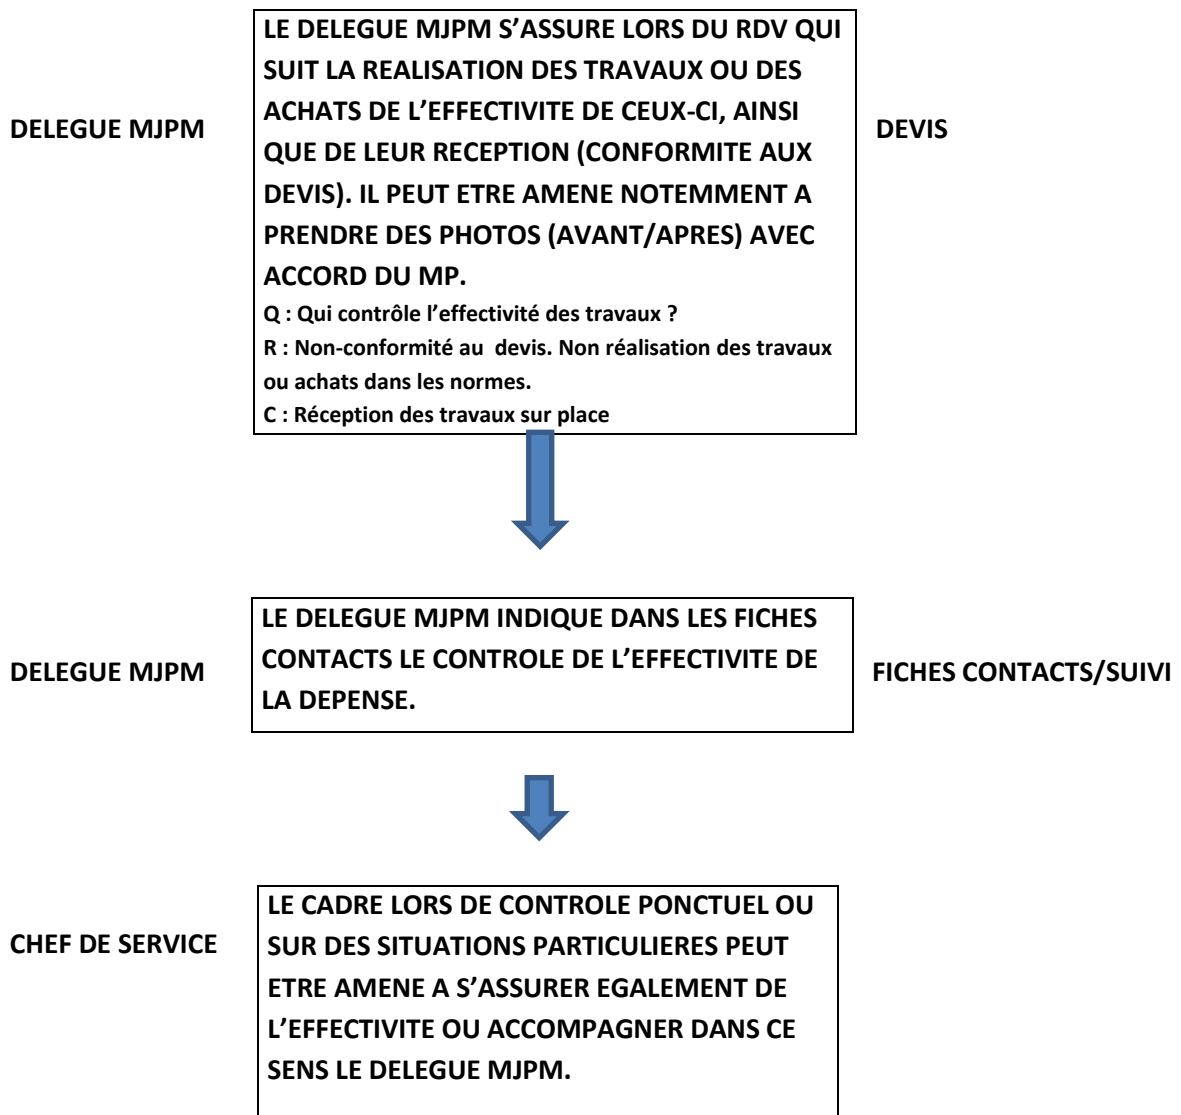 LE DELEGUE MJPM S’ASSURE LORS DU RDV QUI
SUIT LA REALISATION DES TRAVAUX OU DES
ACHATS DE L’EFFECTIVITE DE CEUX-CI, AINSI
QUE DE LEUR RECEPTION (CONFORMITE AUX
DEVIS). IL PEUT ETRE AMENE NOTEMMENT A
PRENDRE DES PHOTOS (AVANT/APRES) AVEC
ACCORD DU MP.
Q : Qui contrôle l’effectivité des travaux ?
R : Non-conformité au  devis. Non réalisation des travaux
ou achats dans les normes.
C : Réception des travaux sur place
DELEGUE MJPM
DEVIS
DELEGUE MJPM
LE DELEGUE MJPM INDIQUE DANS LES FICHES
CONTACTS LE CONTROLE DE L’EFFECTIVITE DE
LA DEPENSE.
FICHES CONTACTS/SUIVI
CHEF DE SERVICE
LE CADRE LORS DE CONTROLE PONCTUEL OU
SUR DES SITUATIONS PARTICULIERES PEUT
ETRE AMENE A S’ASSURER EGALEMENT DE
L’EFFECTIVITE OU ACCOMPAGNER DANS CE
SENS LE DELEGUE MJPM.